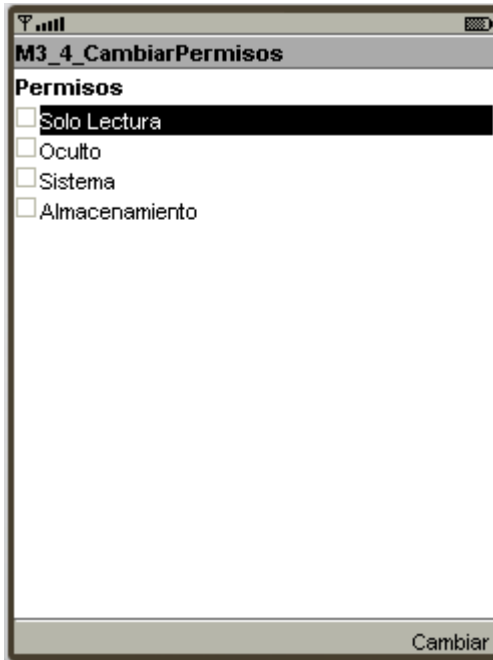 M3_4_CambiarPermisos
Permisos
Solo Lectura
Oculto
Sistema
Almacenamiento
Cambiar